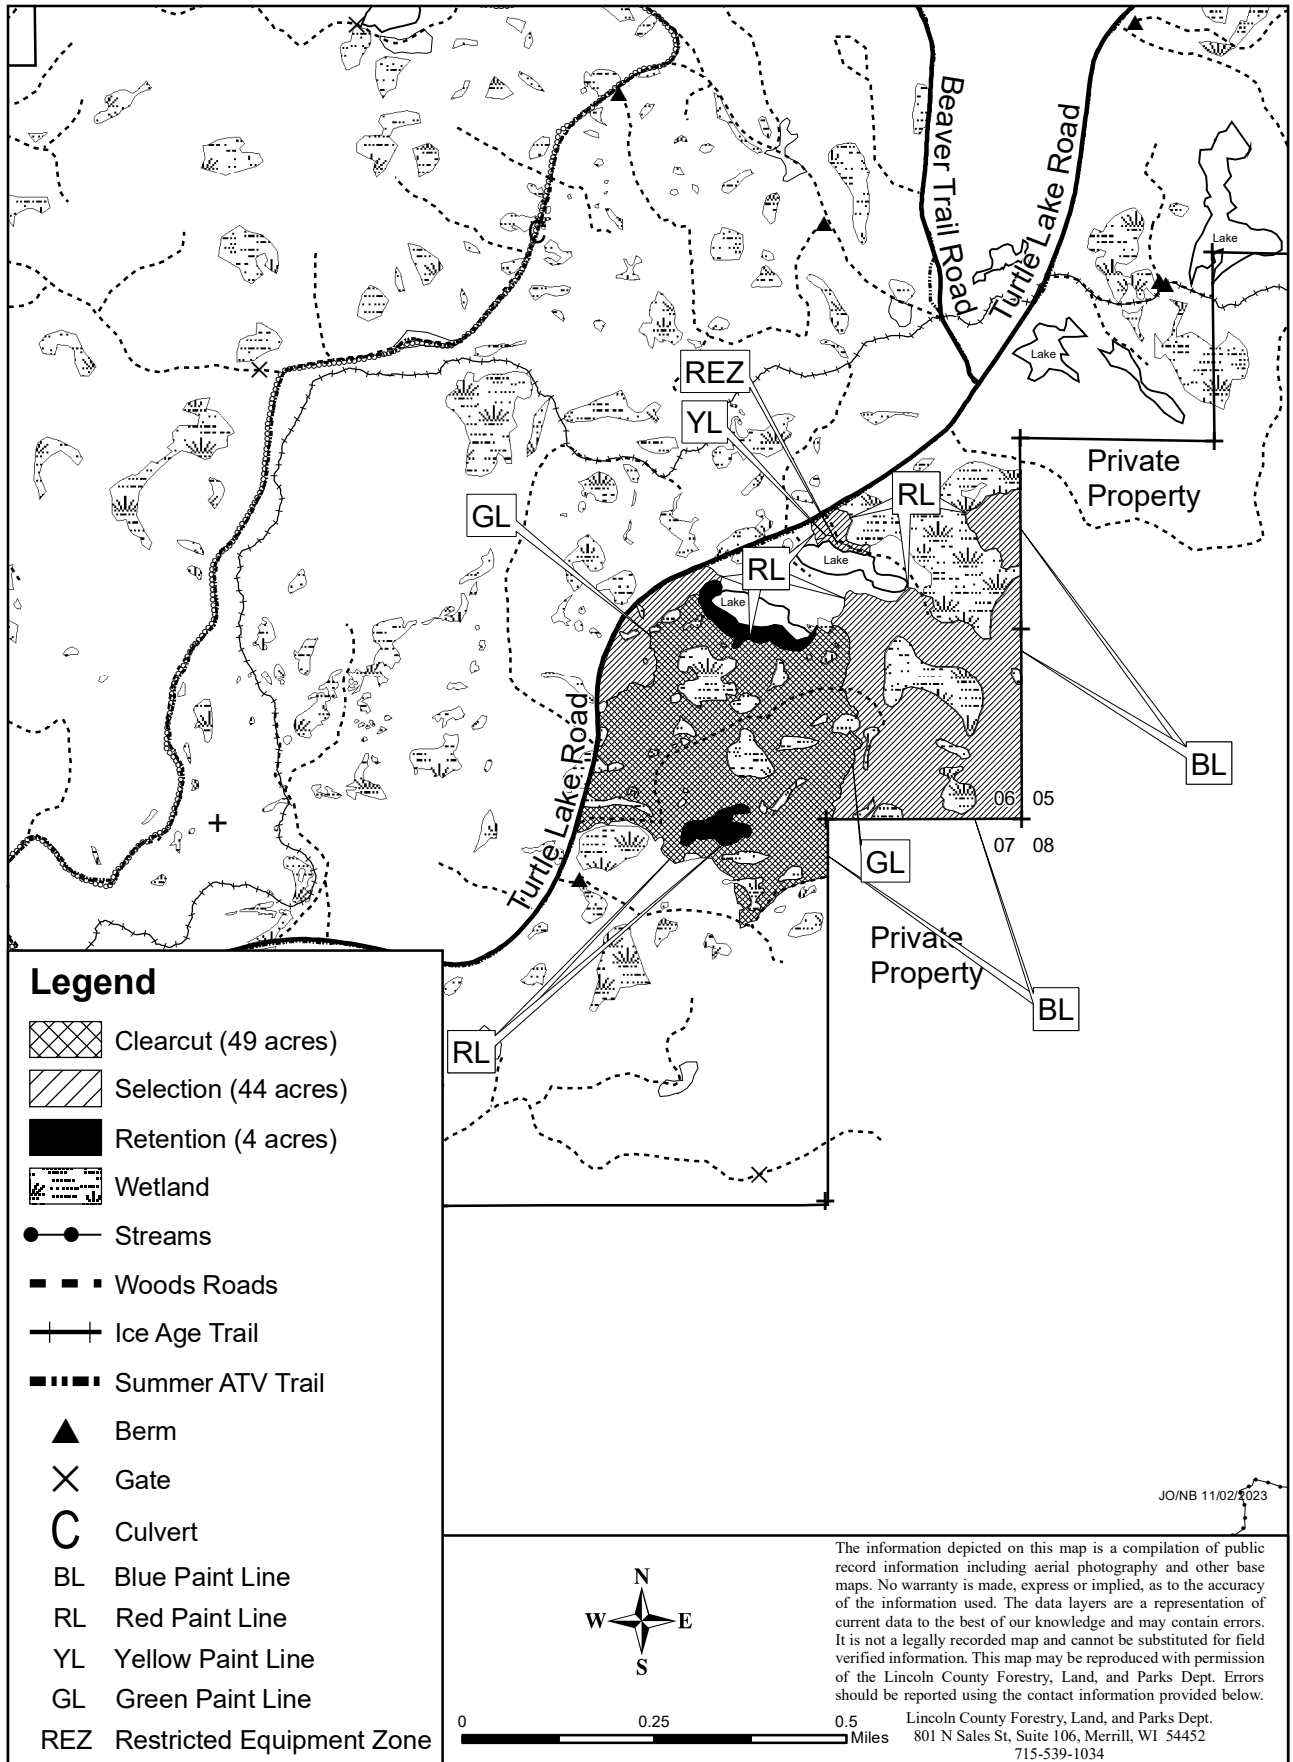 Beaver Trail Road
Turtle Lake Road
Lake
Lake
REZ
YL
Private
Property
RL
GL
Lake
RL
Lake
BL
Turtle Lake Road
06 05
07 08
GL
Private
Property
BL
RL
Legend
Clearcut (49 acres)
Selection (44 acres)
Retention (4 acres)
Wetland
Streams
Woods Roads
Ice Age Trail
Summer ATV Trail
Berm
Gate
C Culvert
BL Blue Paint Line
RL Red Paint Line
YL Yellow Paint Line
GL Green Paint Line
REZ Restricted Equipment Zone
JO/NB 11/02/2023
N
W E
S
0 0.25 0.5
Miles
The information depicted on this map is a compilation of public
record information including aerial photography and other base
maps. No warranty is made, express or implied, as to the accuracy
of the information used. The data layers are a representation of
current data to the best of our knowledge and may contain errors.
It is not a legally recorded map and cannot be substituted for field
verified information. This map may be reproduced with permission
of the Lincoln County Forestry, Land, and Parks Dept. Errors
should be reported using the contact information provided below.
Lincoln County Forestry, Land, and Parks Dept.
801 N Sales St, Suite 106, Merrill, WI 54452
715-539-1034